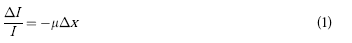 ΔI/I = −μΔx (1)